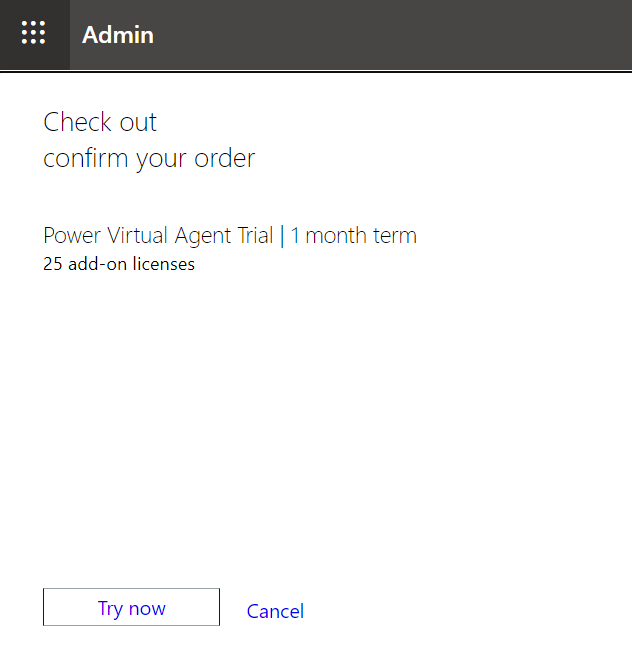 Admin
Check out
confirm your order
Power Virtual Agent Trial | 1 month term
25 add-on licenses
Try now Cancel